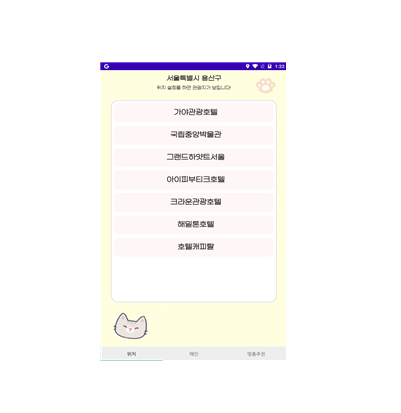 1:23
서울특별시 용산구
위치 설정을 하면 관광지가 보입니다!
가야관광호텔
국립중앙박물관
그랜드하얏트서울
아이피부티크호텔
크라운관광호텔
해밀톤호텔
호텔캐피탈
위치
메인
맞춤추천